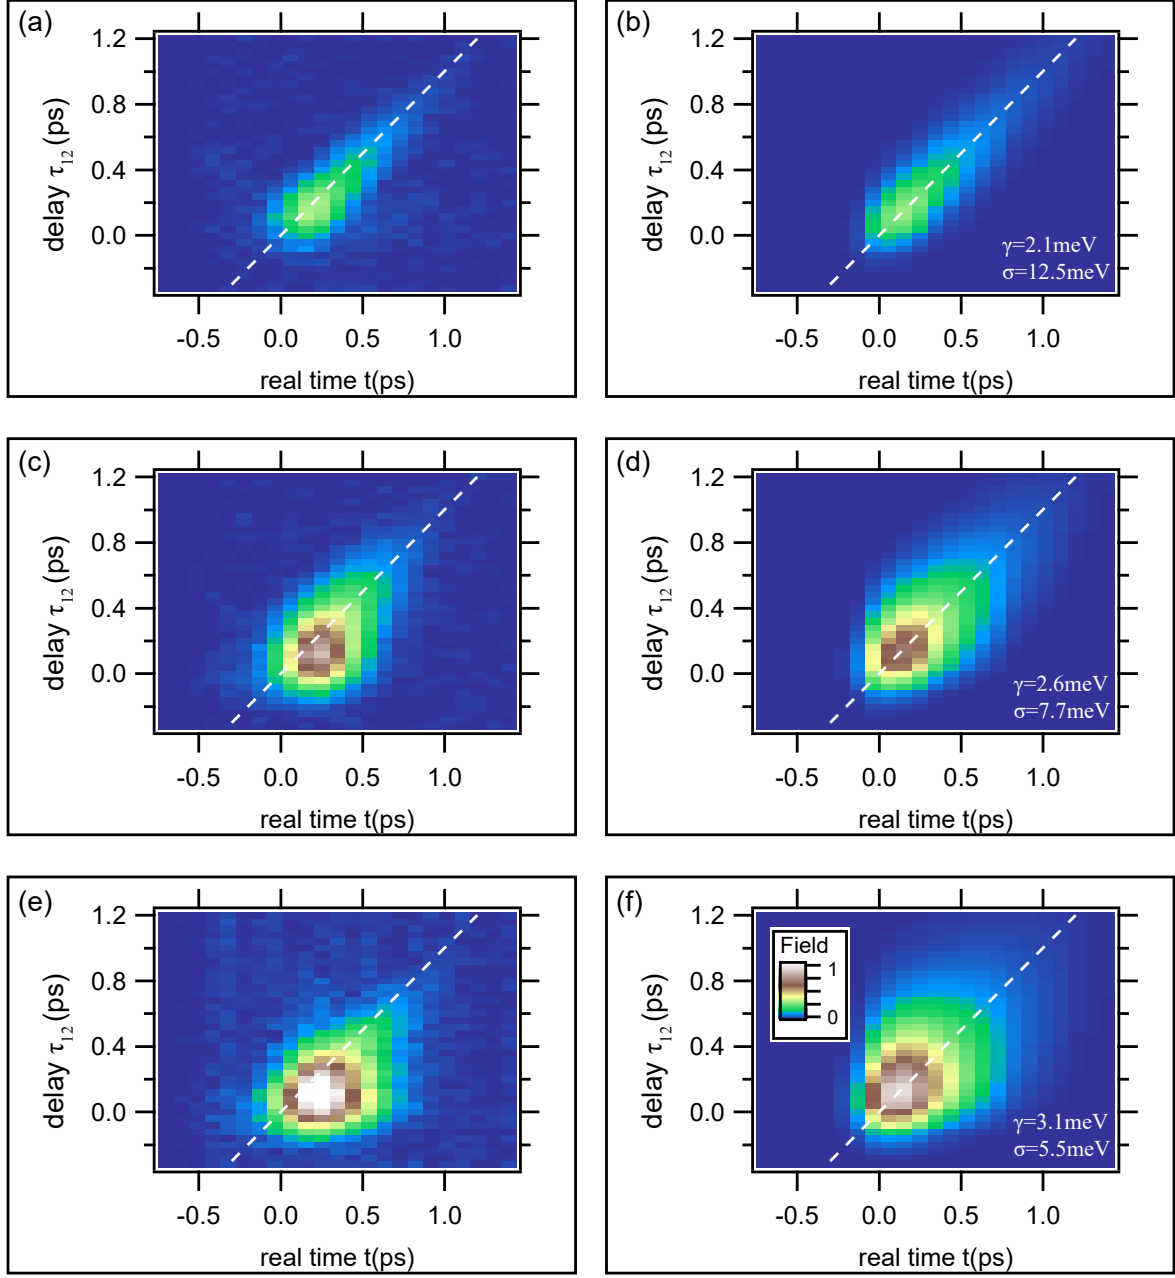 (a)
1.2
0.8
0.4
0.0
delay τ12 (ps)
-0.5 0.0 0.5 1.0
real time t(ps)
(b)
1.2
0.8
0.4
0.0
delay τ12 (ps)
γ=2.1meV
σ=12.5meV
-0.5 0.0 0.5 1.0
real time t(ps)
(c)
1.2
0.8
0.4
0.0
delay τ12 (ps)
-0.5 0.0 0.5 1.0
real time t(ps)
(d)
1.2
0.8
0.4
0.0
delay τ12 (ps)
γ=2.6meV
σ=7.7meV
-0.5 0.0 0.5 1.0
real time t(ps)
(e)
1.2
0.8
0.4
0.0
delay τ12 (ps)
-0.5 0.0 0.5 1.0
real time t(ps)
(f)
1.2
0.8
0.4
0.0
delay τ12 (ps)
Field
1
0
γ=3.1meV
σ=5.5meV
-0.5 0.0 0.5 1.0
real time t(ps)